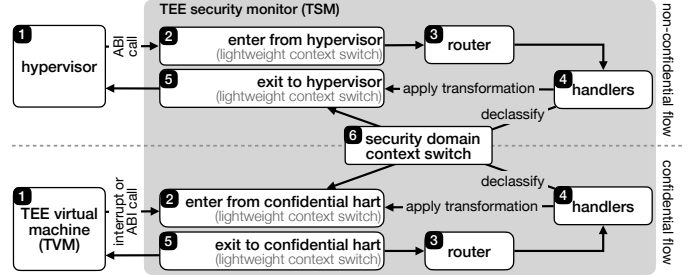 TEE security monitor (TSM)
1
hypervisor
ABI
call
2
enter from hypervisor
(lightweight context switch)
3
router
5
exit to hypervisor
(lightweight context switch)
apply transformation
4
handlers
declassify
non-confidential flow
6
security domain
context switch
1
TEE virtual
machine
(TVM)
interrupt or
ABI call
2
enter from confidential hart
(lightweight context switch)
declassify
apply transformation
4
handlers
5
exit to confidential hart
(lightweight context switch)
3
router
confidential flow